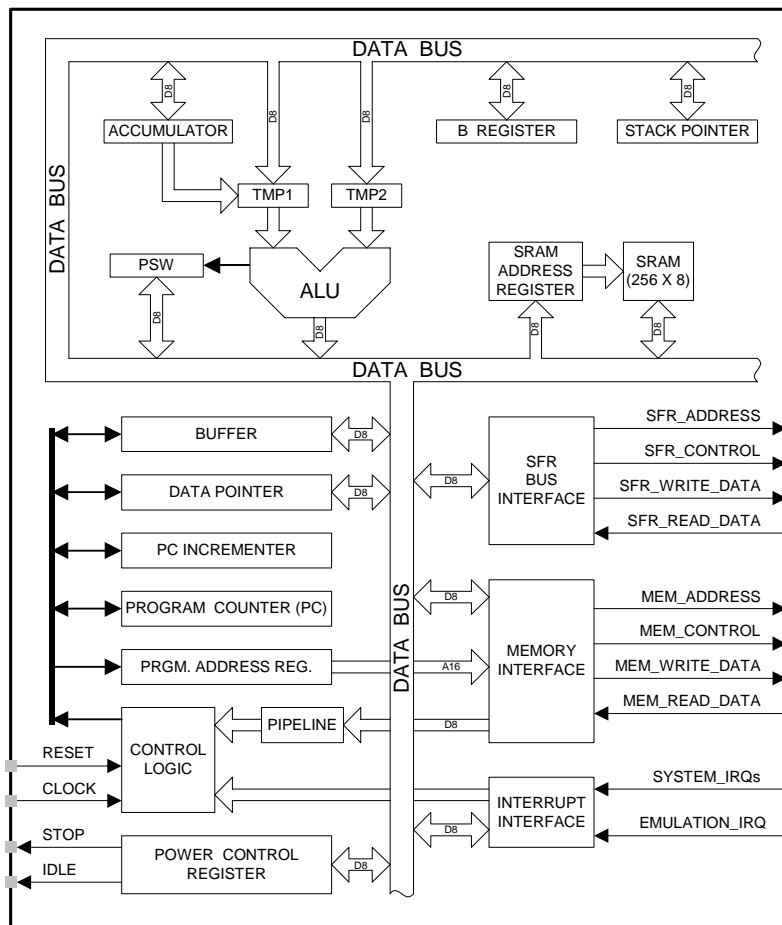 DATA BUS
D8
D8
D8
D8
D8
ACCUMULATOR
B REGISTER
STACK POINTER
DATA BUS
TMP1
TMP2
PSW
ALU
SRAM
ADDRESS
REGISTER
SRAM
(256 X 8)
D8
D8
D8
D8
DATA BUS
BUFFER
D8
DATA POINTER
D8
PC INCREMENTER
PROGRAM COUNTER (PC)
PRGM. ADDRESS REG.
A16
DATA BUS
D8
SFR
BUS
INTERFACE
SFR_ADDRESS
SFR_CONTROL
SFR_WRITE_DATA
SFR_READ_DATA
D8
MEMORY
INTERFACE
MEM_ADDRESS
MEM_CONTROL
MEM_WRITE_DATA
MEM_READ_DATA
CONTROL
LOGIC
PIPELINE
D8
RESET
CLOCK
INTERRUPT
INTERFACE
SYSTEM_IRQs
EMULATION_IRQ
D8
STOP
IDLE
POWER CONTROL
REGISTER
D8